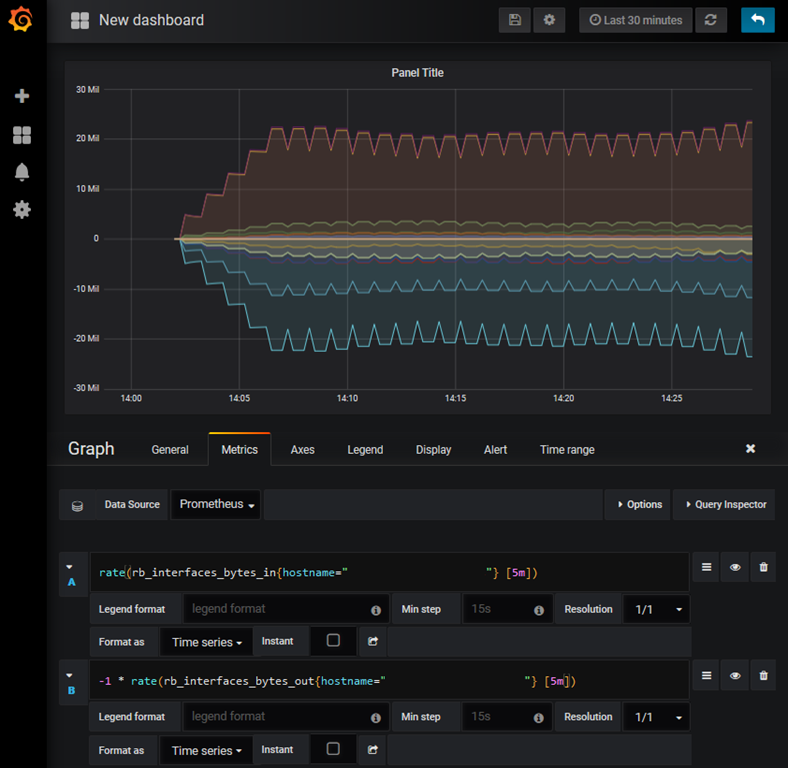 New dashboard
Last 30 minutes
Panel Title
30 Mil
20 Mil
10 Mil
0
-10 Mil
-20 Mil
-30 Mil
14:00 14:05 14:10 14:15 14:20 14:25
Graph General Metrics Axes Legend Display Alert Time range
Data Source Prometheus Options Query Inspector
A rate(rb_interfaces_bytes_in{hostname=" "} [5m])
Legend format legend format Min step 15s Resolution 1/1
Format as Time series Instant
B -1 * rate(rb_interfaces_bytes_out{hostname=" "} [5m])
Legend format legend format Min step 15s Resolution 1/1
Format as Time series Instant